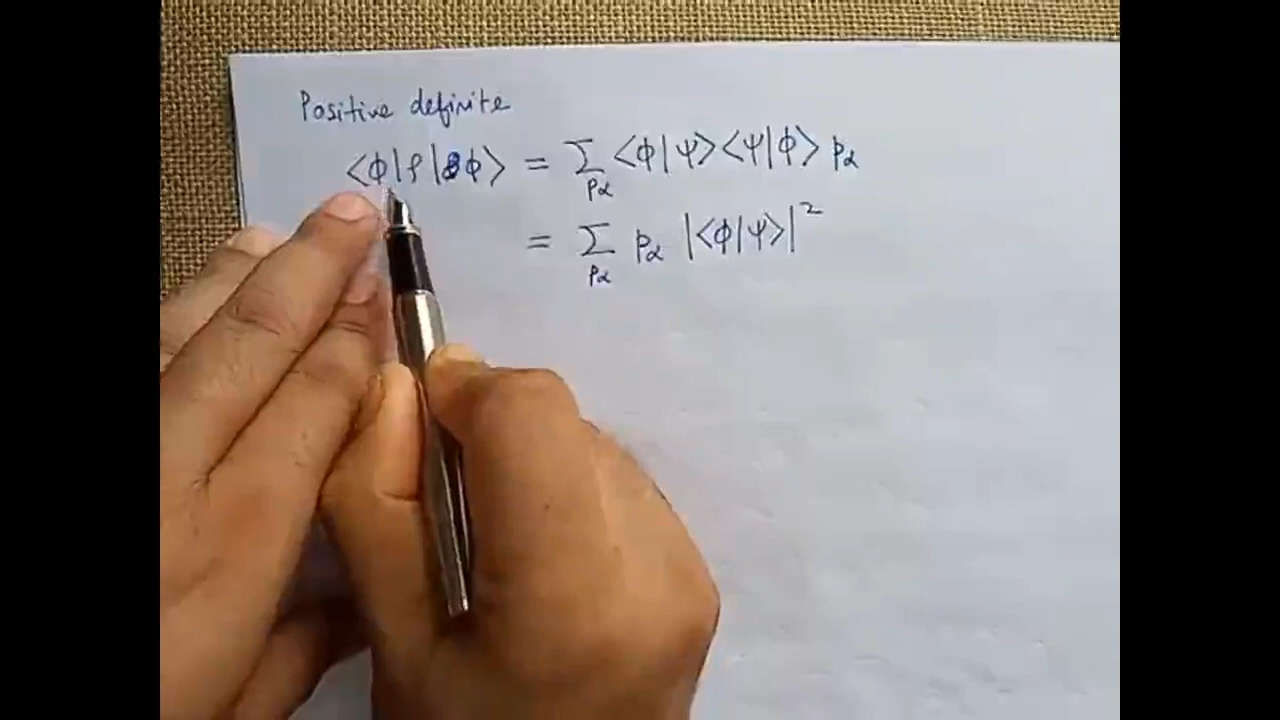 Positive definite
<ϕ|ρ|ϕ> = ∑ <ϕ|ψ><ψ|ϕ> pα
pα
= ∑ pα |<ϕ|ψ>|²
pα